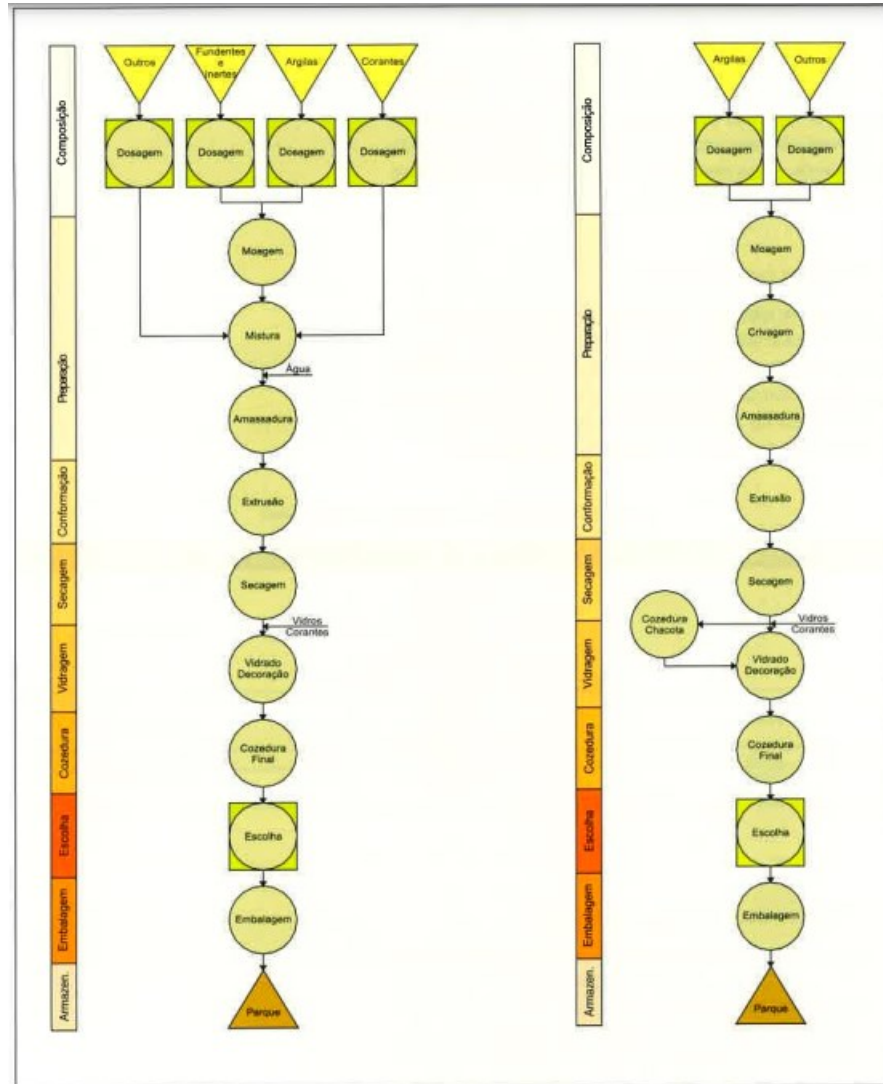 Outros
Fundentes
e
Inertes
Argilas
Corantes
Composição
Dosagem
Dosagem
Dosagem
Dosagem
Preparação
Moagem
Mistura
Água
Amassadura
Conformação
Extrusão
Secagem
Secagem
Vidros
Corantes
Vidragem
Vidrado
Decoração
Cozedura
Cozedura
Final
Escolha
Escolha
Embalagem
Embalagem
Armazen.
Parque
Argilas
Outros
Composição
Dosagem
Dosagem
Preparação
Moagem
Crivagem
Amassadura
Conformação
Extrusão
Secagem
Secagem
Cozedura
Chacota
Vidros
Corantes
Vidragem
Vidrado
Decoração
Cozedura
Cozedura
Final
Escolha
Escolha
Embalagem
Embalagem
Armazen.
Parque